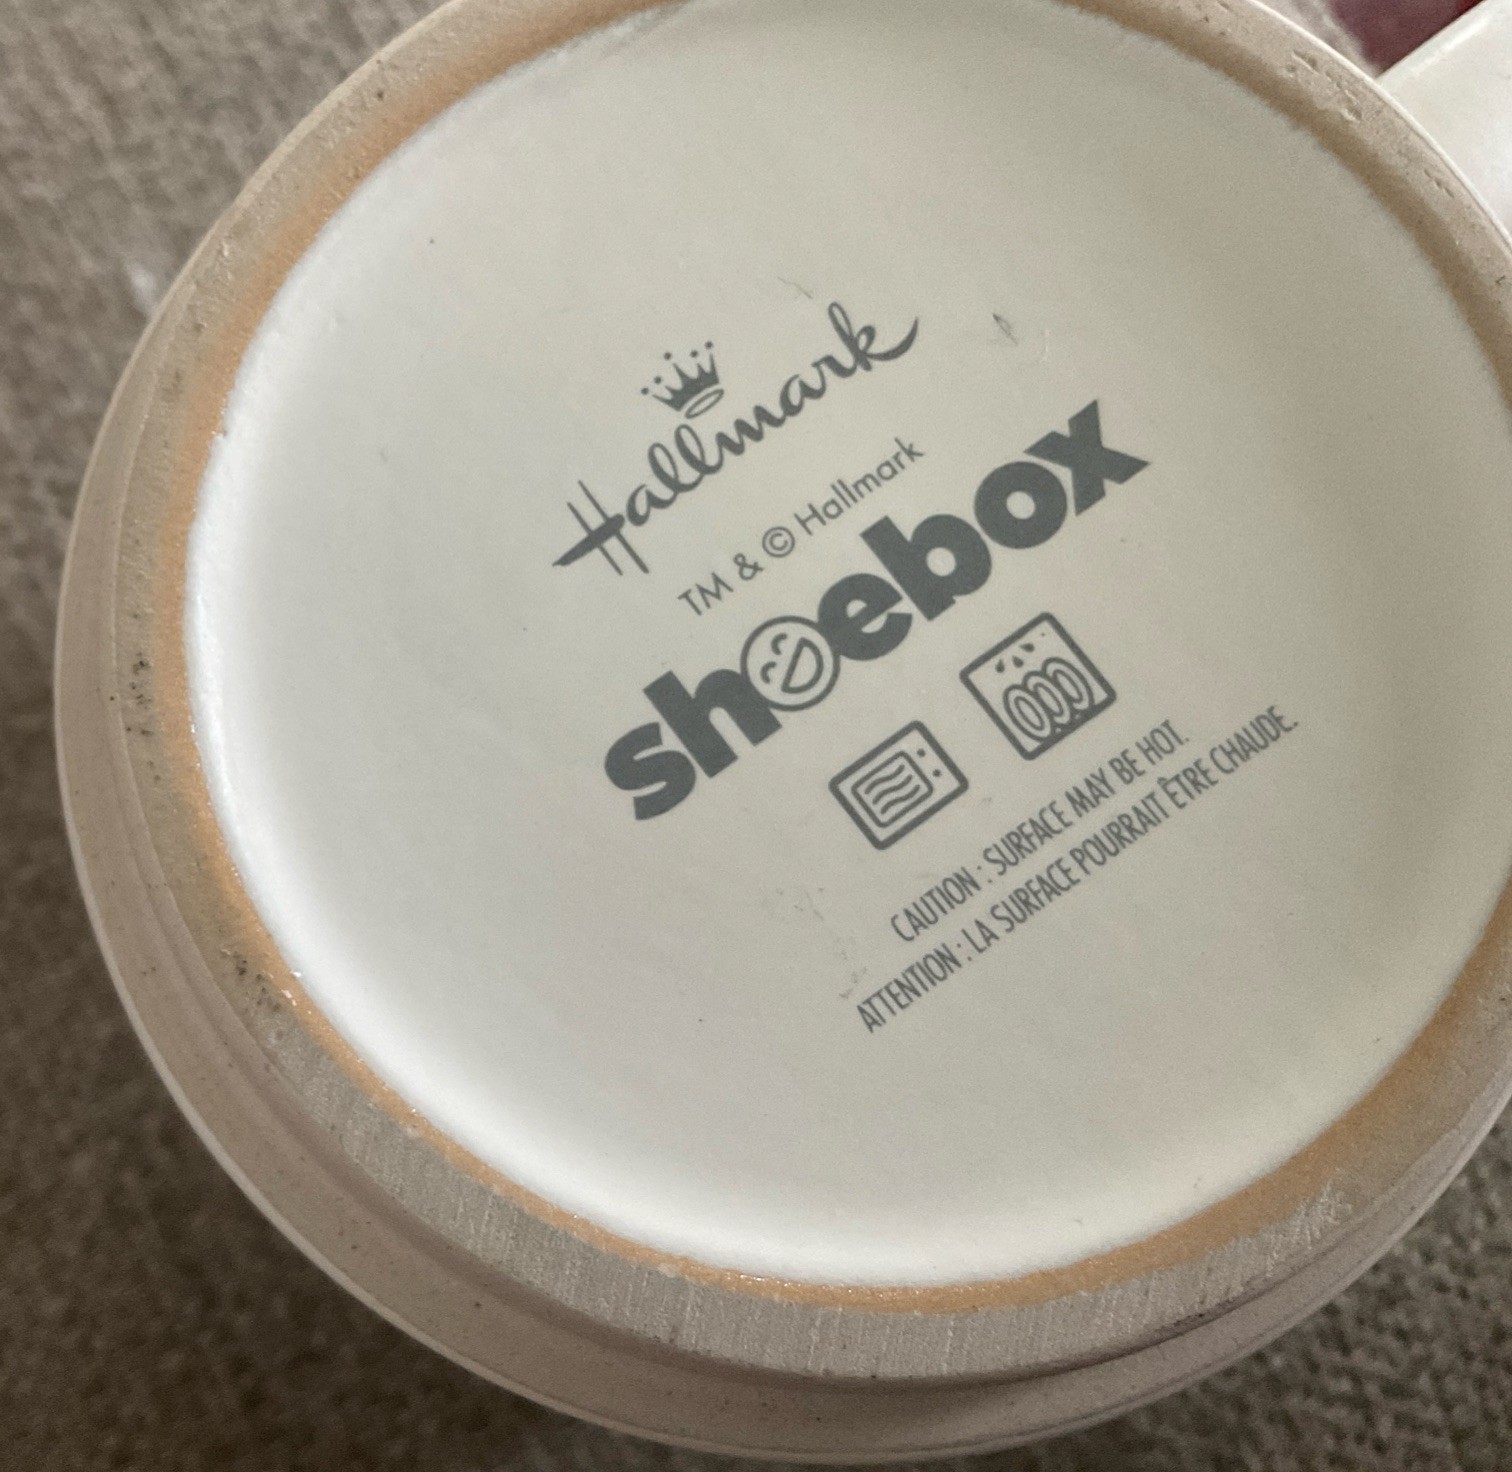 Hallmark
TM & © Hallmark
shoebox
CAUTION : SURFACE MAY BE HOT.
ATTENTION : LA SURFACE POURRAIT ÊTRE CHAUDE.